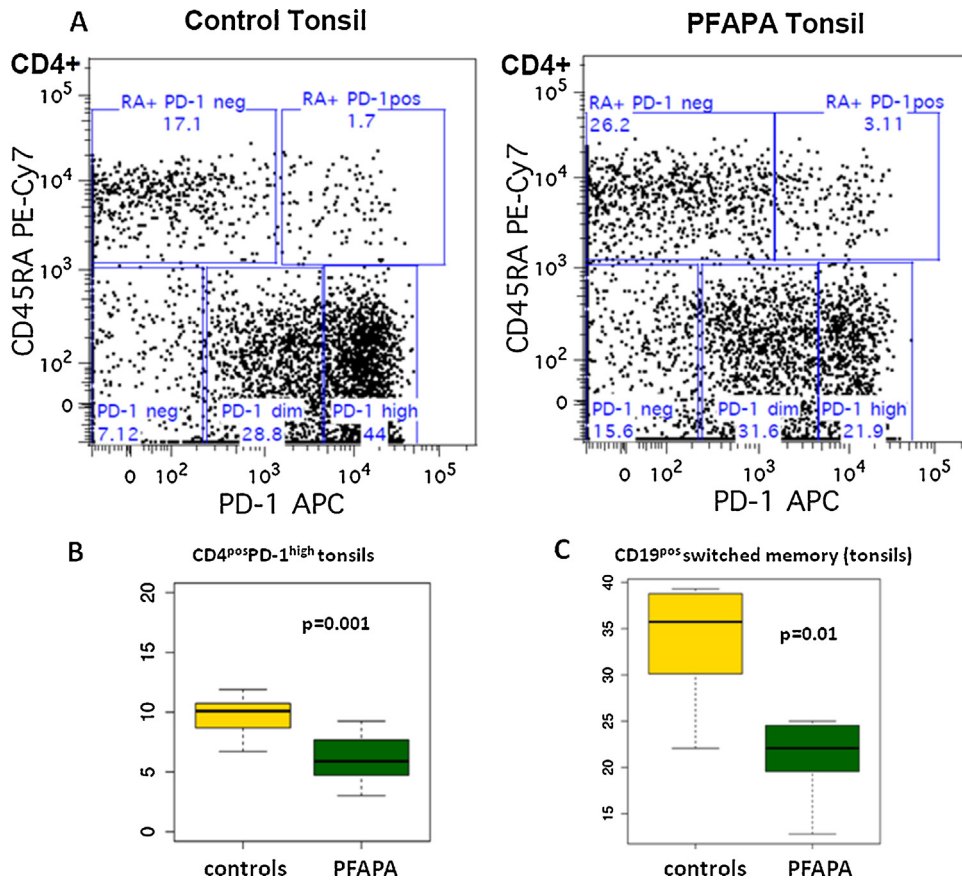 A
Control Tonsil
PFAPA Tonsil
CD4+
10⁵
10⁴
10³
10²
0
CD45RA PE-Cy7
RA+ PD-1 neg
17.1
RA+ PD-1pos
1.7
PD-1 neg
7.12
PD-1 dim
28.8
PD-1 high
44
0 10² 10³ 10⁴ 10⁵
PD-1 APC
CD4+
10⁵
10⁴
10³
10²
0
CD45RA PE-Cy7
RA+ PD-1 neg
26.2
RA+ PD-1pos
3.11
PD-1 neg
15.6
PD-1 dim
31.6
PD-1 high
21.9
0 10² 10³ 10⁴ 10⁵
PD-1 APC
B
CD4ᵖᵒˢPD-1ʰⁱᵍʰ tonsils
20
15
10
5
0
p=0.001
controls PFAPA
C
CD19ᵖᵒˢ switched memory (tonsils)
40
35
30
25
20
15
p=0.01
controls PFAPA